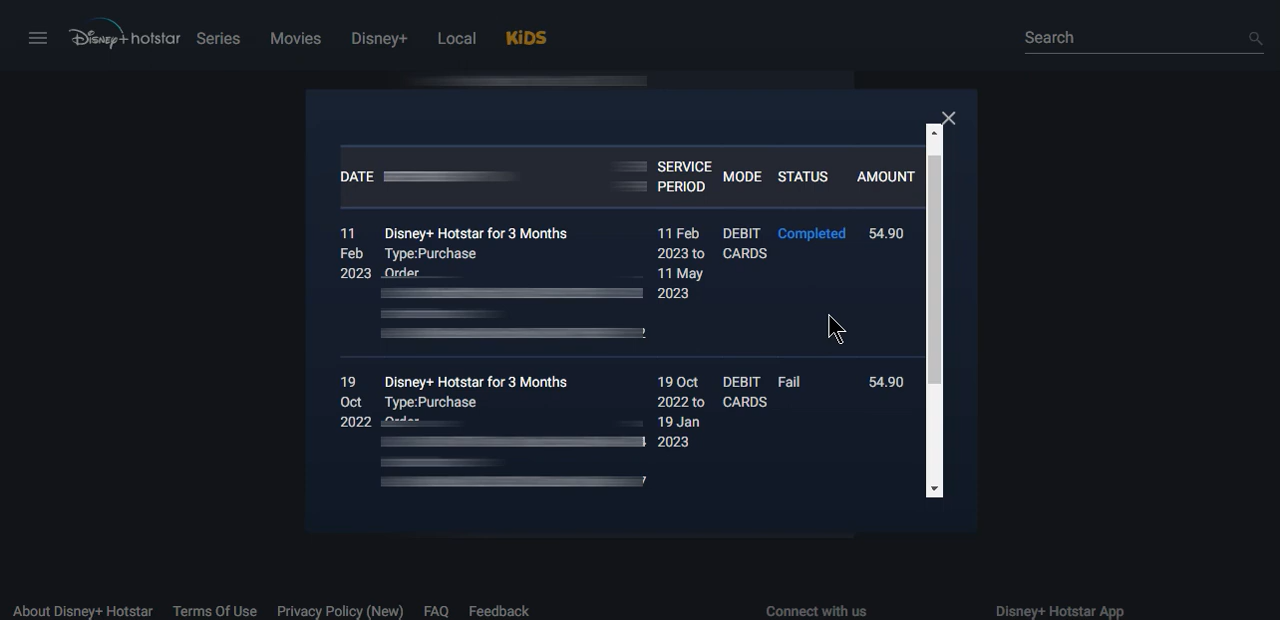 Disney+ hotstar Series Movies Disney+ Local KiDS Search
DATE SERVICE PERIOD MODE STATUS AMOUNT
11 Feb 2023
Disney+ Hotstar for 3 Months
Type:Purchase
Order
11 Feb
2023 to
11 May
2023
DEBIT
CARDS
Completed
54.90
19 Oct 2022
Disney+ Hotstar for 3 Months
Type:Purchase
19 Oct
2022 to
19 Jan
2023
DEBIT
CARDS
Fail
54.90
About Disney+ Hotstar Terms Of Use Privacy Policy (New) FAQ Feedback Connect with us Disney+ Hotstar App